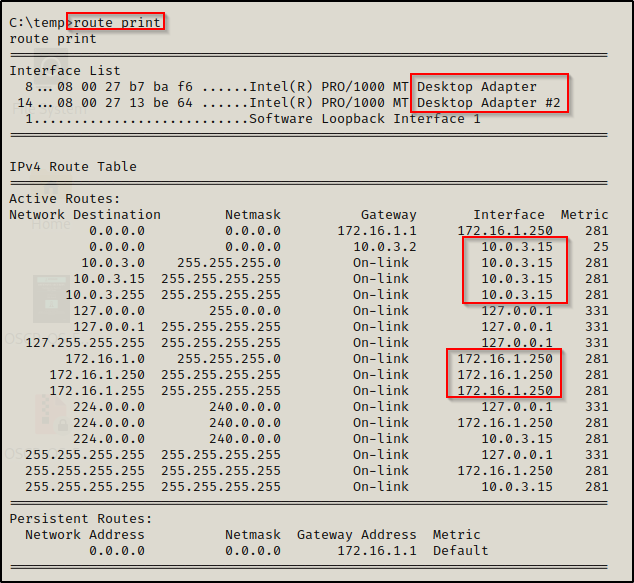 C:\temp>route print
route print
===========================================================================
Interface List
  8...08 00 27 b7 ba f6 ......Intel(R) PRO/1000 MT Desktop Adapter
 14...08 00 27 13 be 64 ......Intel(R) PRO/1000 MT Desktop Adapter #2
  1...........................Software Loopback Interface 1
===========================================================================
IPv4 Route Table
===========================================================================
Active Routes:
Network Destination        Netmask          Gateway       Interface  Metric
          0.0.0.0          0.0.0.0       172.16.1.1     172.16.1.250    281
          0.0.0.0          0.0.0.0         10.0.3.2        10.0.3.15     25
         10.0.3.0    255.255.255.0         On-link         10.0.3.15    281
        10.0.3.15  255.255.255.255         On-link         10.0.3.15    281
       10.0.3.255  255.255.255.255         On-link         10.0.3.15    281
        127.0.0.0        255.0.0.0         On-link         127.0.0.1    331
        127.0.0.1  255.255.255.255         On-link         127.0.0.1    331
  127.255.255.255  255.255.255.255         On-link         127.0.0.1    331
       172.16.1.0    255.255.255.0         On-link      172.16.1.250    281
     172.16.1.250  255.255.255.255         On-link      172.16.1.250    281
     172.16.1.255  255.255.255.255         On-link      172.16.1.250    281
        224.0.0.0        240.0.0.0         On-link         127.0.0.1    331
        224.0.0.0        240.0.0.0         On-link      172.16.1.250    281
        224.0.0.0        240.0.0.0         On-link         10.0.3.15    281
  255.255.255.255  255.255.255.255         On-link         127.0.0.1    331
  255.255.255.255  255.255.255.255         On-link      172.16.1.250    281
  255.255.255.255  255.255.255.255         On-link         10.0.3.15    281
===========================================================================
Persistent Routes:
  Network Address          Netmask  Gateway Address  Metric
          0.0.0.0          0.0.0.0       172.16.1.1  Default
===========================================================================
Home